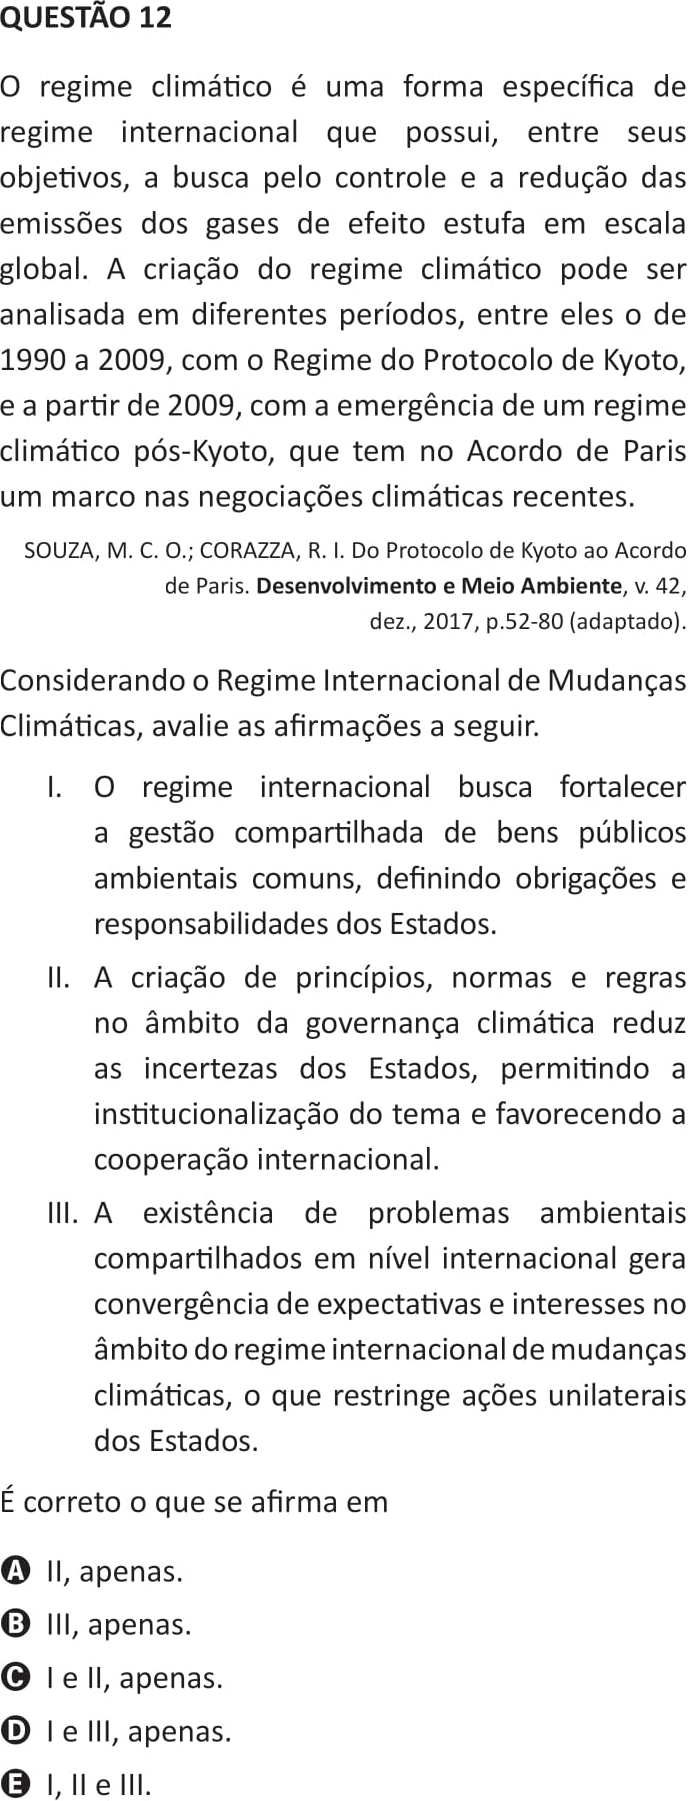 QUESTÃO 12
O regime climático é uma forma específica de
regime internacional que possui, entre seus
objetivos, a busca pelo controle e a redução das
emissões dos gases de efeito estufa em escala
global. A criação do regime climático pode ser
analisada em diferentes períodos, entre eles o de
1990 a 2009, com o Regime do Protocolo de Kyoto,
e a partir de 2009, com a emergência de um regime
climático pós-Kyoto, que tem no Acordo de Paris
um marco nas negociações climáticas recentes.
SOUZA, M. C. O.; CORAZZA, R. I. Do Protocolo de Kyoto ao Acordo
de Paris. Desenvolvimento e Meio Ambiente, v. 42,
dez., 2017, p.52-80 (adaptado).
Considerando o Regime Internacional de Mudanças
Climáticas, avalie as afirmações a seguir.
I. O regime internacional busca fortalecer
a gestão compartilhada de bens públicos
ambientais comuns, definindo obrigações e
responsabilidades dos Estados.
II. A criação de princípios, normas e regras
no âmbito da governança climática reduz
as incertezas dos Estados, permitindo a
institucionalização do tema e favorecendo a
cooperação internacional.
III. A existência de problemas ambientais
compartilhados em nível internacional gera
convergência de expectativas e interesses no
âmbito do regime internacional de mudanças
climáticas, o que restringe ações unilaterais
dos Estados.
É correto o que se afirma em
A II, apenas.
B III, apenas.
C I e II, apenas.
D I e III, apenas.
E I, II e III.